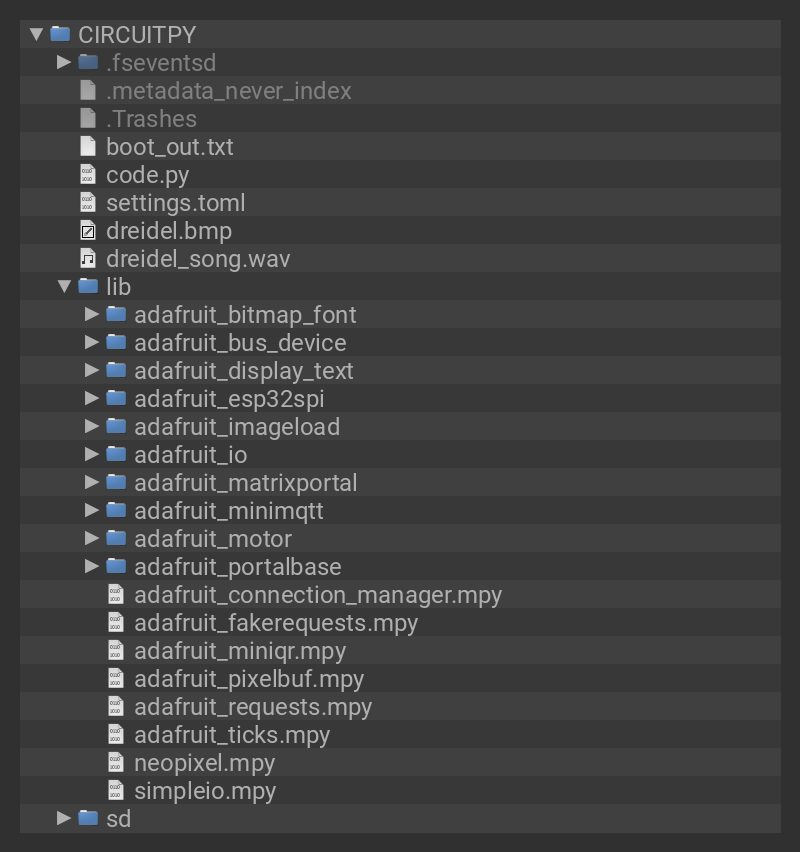 CIRCUITPY
.fseventsd
.metadata_never_index
.Trashes
boot_out.txt
code.py
settings.toml
dreidel.bmp
dreidel_song.wav
lib
adafruit_bitmap_font
adafruit_bus_device
adafruit_display_text
adafruit_esp32spi
adafruit_imageload
adafruit_io
adafruit_matrixportal
adafruit_minimqtt
adafruit_motor
adafruit_portalbase
adafruit_connection_manager.mpy
adafruit_fakerequests.mpy
adafruit_miniqr.mpy
adafruit_pixelbuf.mpy
adafruit_requests.mpy
adafruit_ticks.mpy
neopixel.mpy
simpleio.mpy
sd